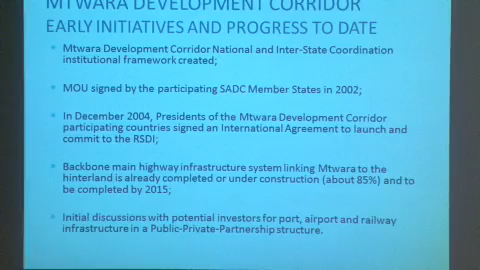 MTWARA DEVELOPMENT CORRIDOR
EARLY INITIATIVES AND PROGRESS TO DATE
• Mtwara Development Corridor National and Inter-State Coordination
institutional framework created;
• MOU signed by the participating SADC Member States in 2002;
• In December 2004, Presidents of the Mtwara Development Corridor
participating countries signed an International Agreement to launch and
commit to the RSDI;
• Backbone main highway infrastructure system linking Mtwara to the
hinterland is already completed or under construction (about 85%) and to
be completed by 2015;
• Initial discussions with potential investors for port, airport and railway
infrastructure in a Public-Private-Partnership structure.